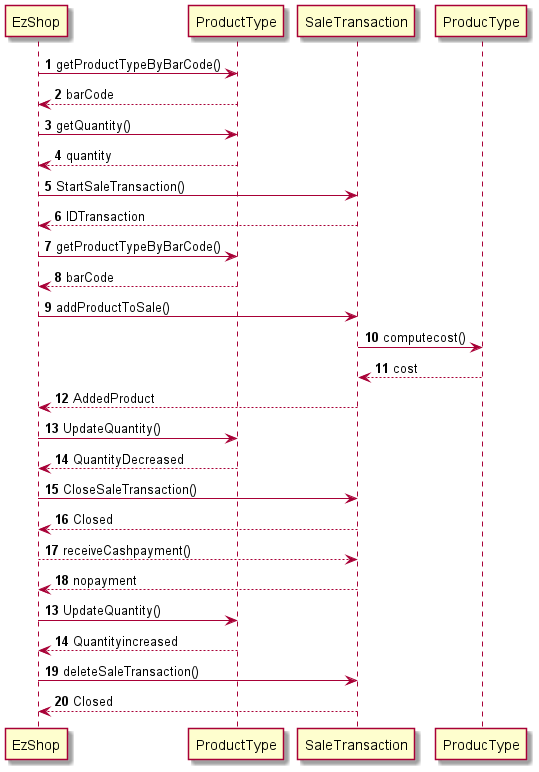 EzShop ProductType SaleTransaction ProducType
1 getProductTypeByBarCode()
2 barCode
3 getQuantity()
4 quantity
5 StartSaleTransaction()
6 IDTransaction
7 getProductTypeByBarCode()
8 barCode
9 addProductToSale()
10 computecost()
11 cost
12 AddedProduct
13 UpdateQuantity()
14 QuantityDecreased
15 CloseSaleTransaction()
16 Closed
17 receiveCashpayment()
18 nopayment
13 UpdateQuantity()
14 Quantityincreased
19 deleteSaleTransaction()
20 Closed
EzShop ProductType SaleTransaction ProducType